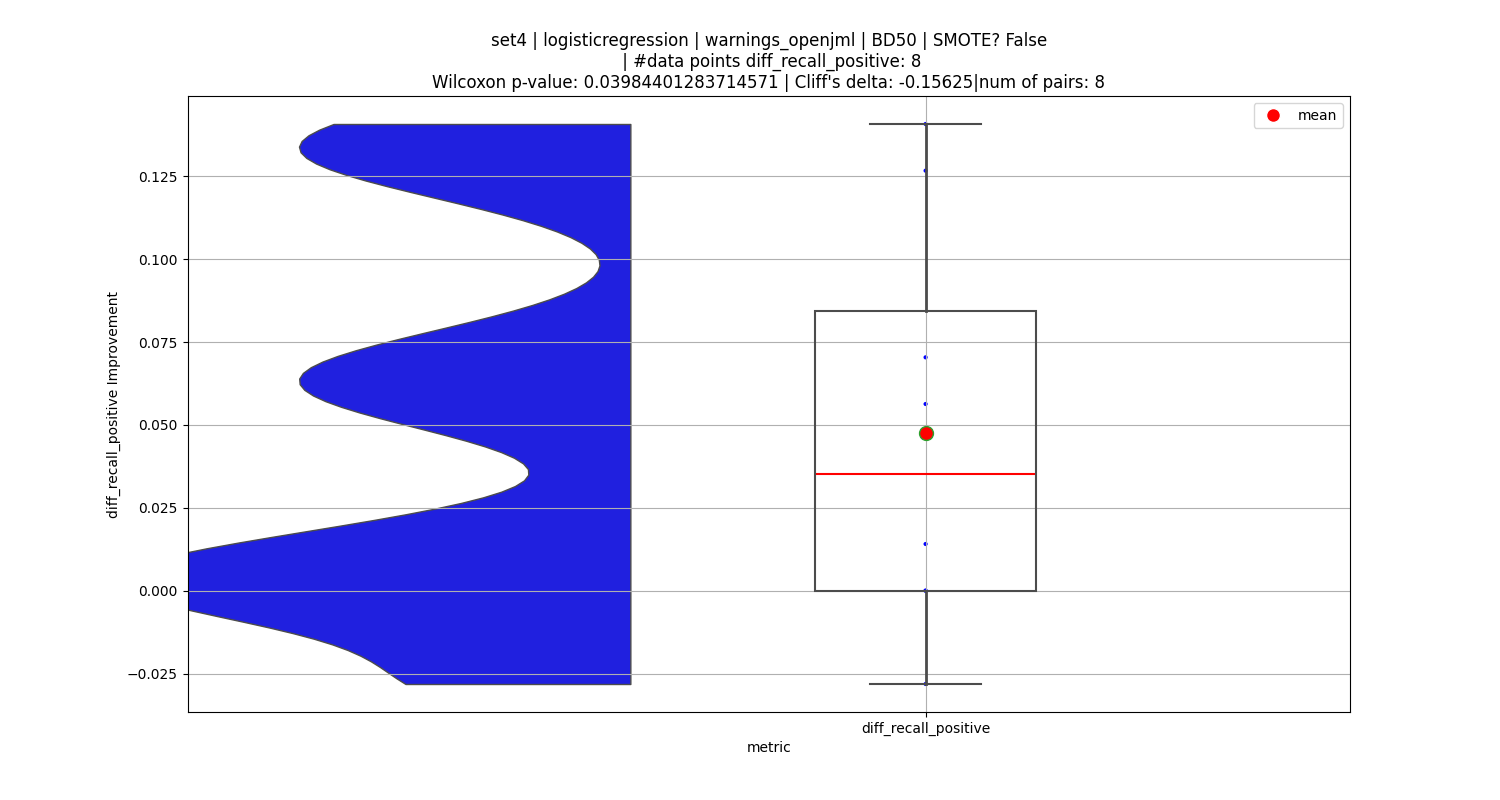 set4 | logisticregression | warnings_openjml | BD50 | SMOTE? False
| #data points diff_recall_positive: 8
Wilcoxon p-value: 0.03984401283714571 | Cliff's delta: -0.15625|num of pairs: 8
mean
0.125
0.100
0.075
0.050
0.025
0.000
−0.025
diff_recall_positive Improvement
diff_recall_positive
metric